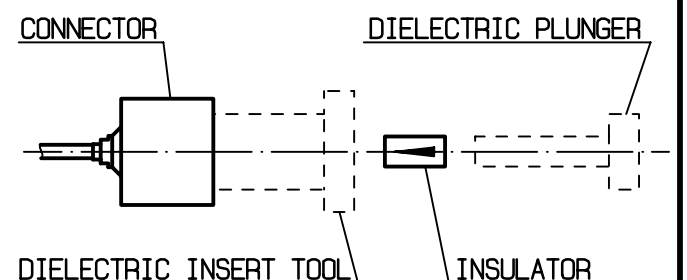 CONNECTOR
DIELECTRIC PLUNGER
DIELECTRIC INSERT TOOL
INSULATOR